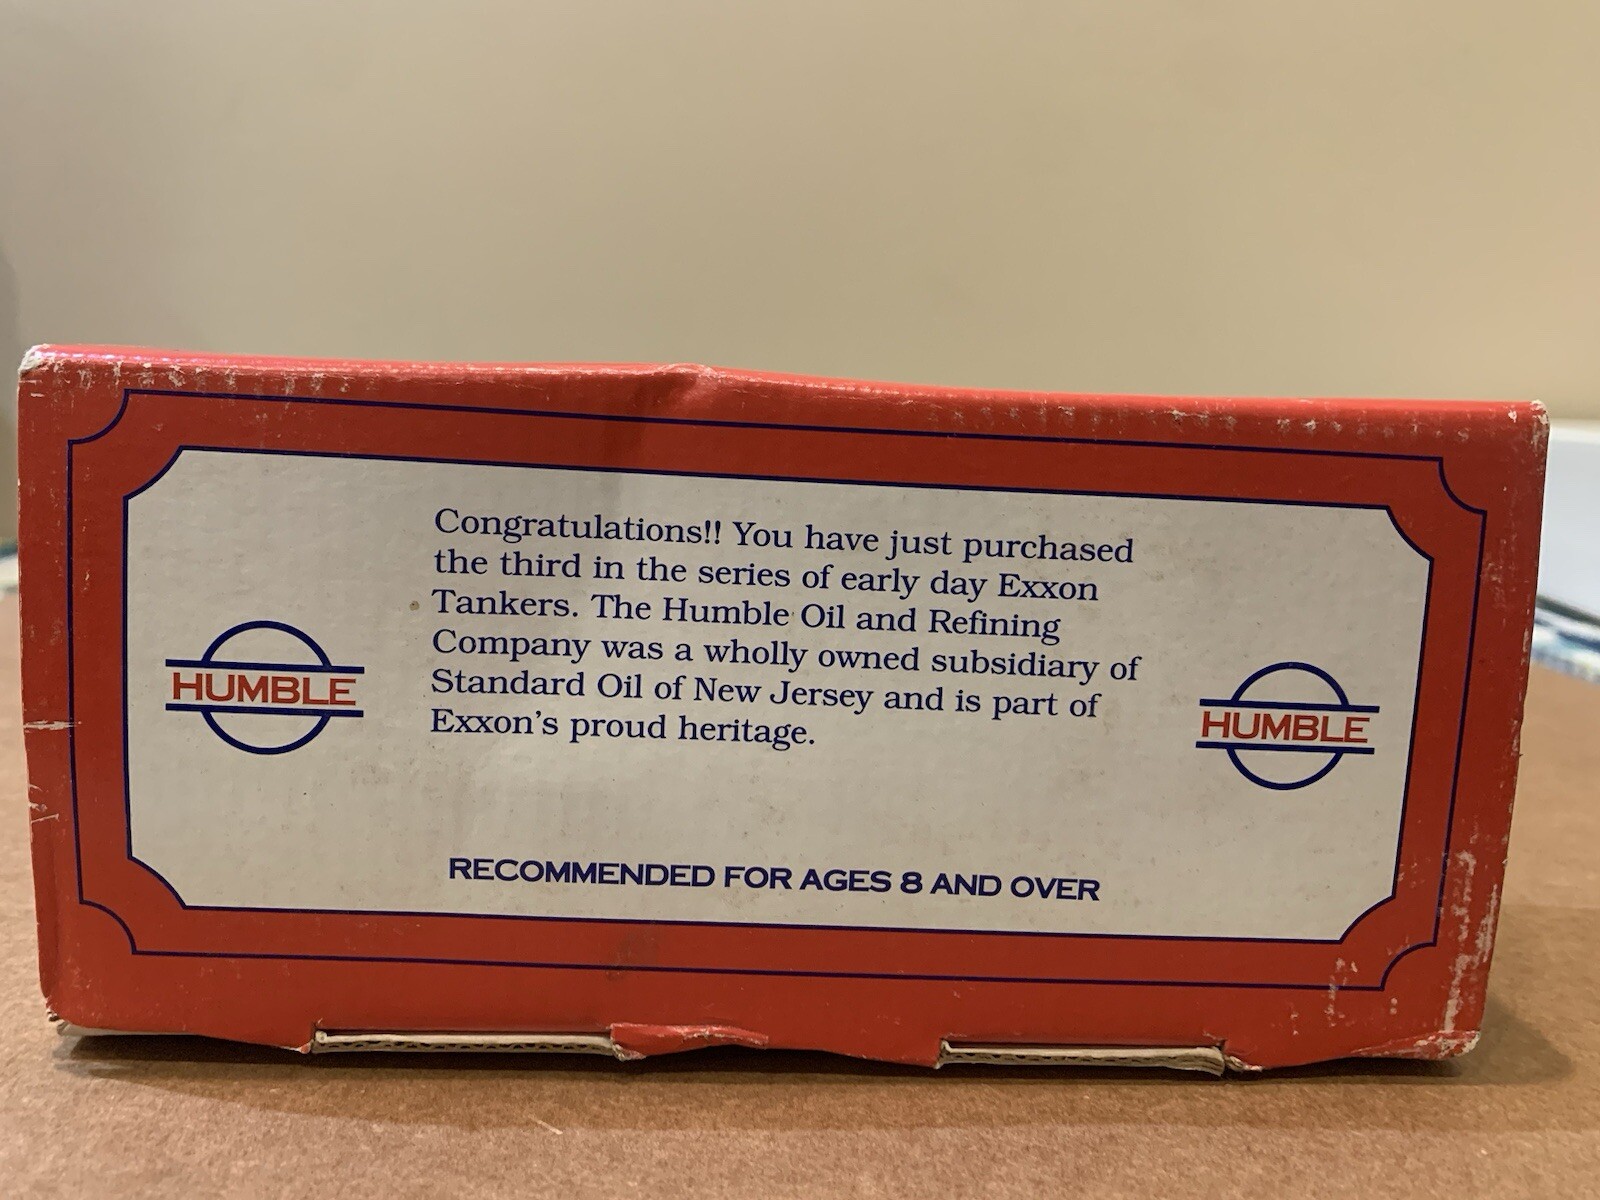 Congratulations!! You have just purchased
the third in the series of early day Exxon
Tankers. The Humble Oil and Refining
Company was a wholly owned subsidiary of
Standard Oil of New Jersey and is part of
Exxon's proud heritage.
HUMBLE
HUMBLE
RECOMMENDED FOR AGES 8 AND OVER